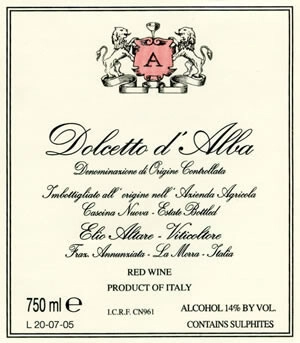 A
Dolcetto d'Alba
Denominazione di Origine Controllata
Imbottigliato all' origine nell' Azienda Agricola
Cascina Nuova - Estate Bottled
Elio Altare - Viticoltore
Fraz. Annunziata - La Morra - Italia
RED WINE
PRODUCT OF ITALY
750 ml e I.C.R.F. CN961 ALCOHOL 14% BY VOL.
L 20-07-05 CONTAINS SULPHITES